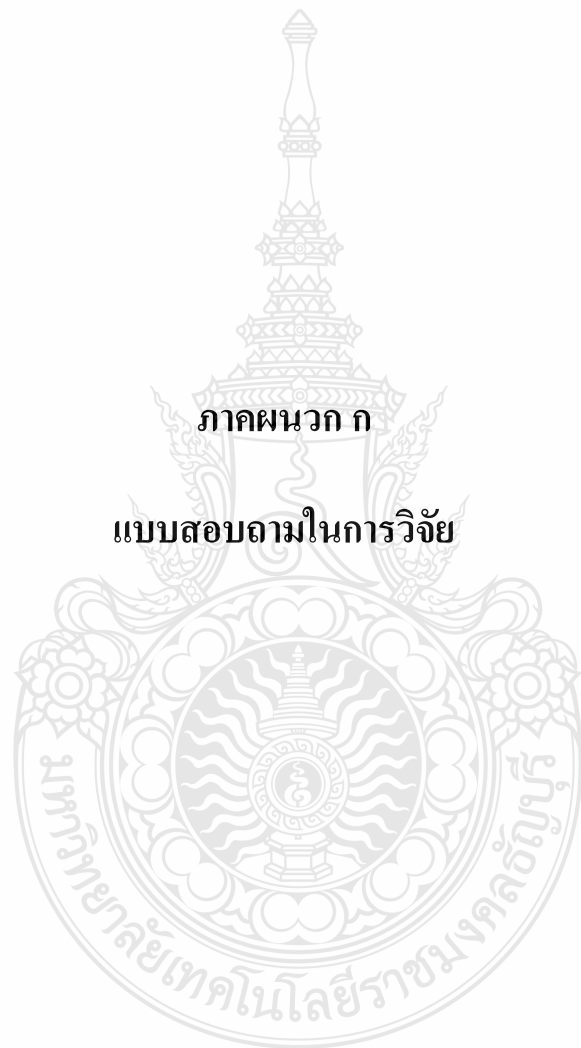 ภาคผนวก ก
แบบสอบถามในการวิจัย
มหาวิทยาลัยเทคโนโลยีราชมงคลธัญบุรี